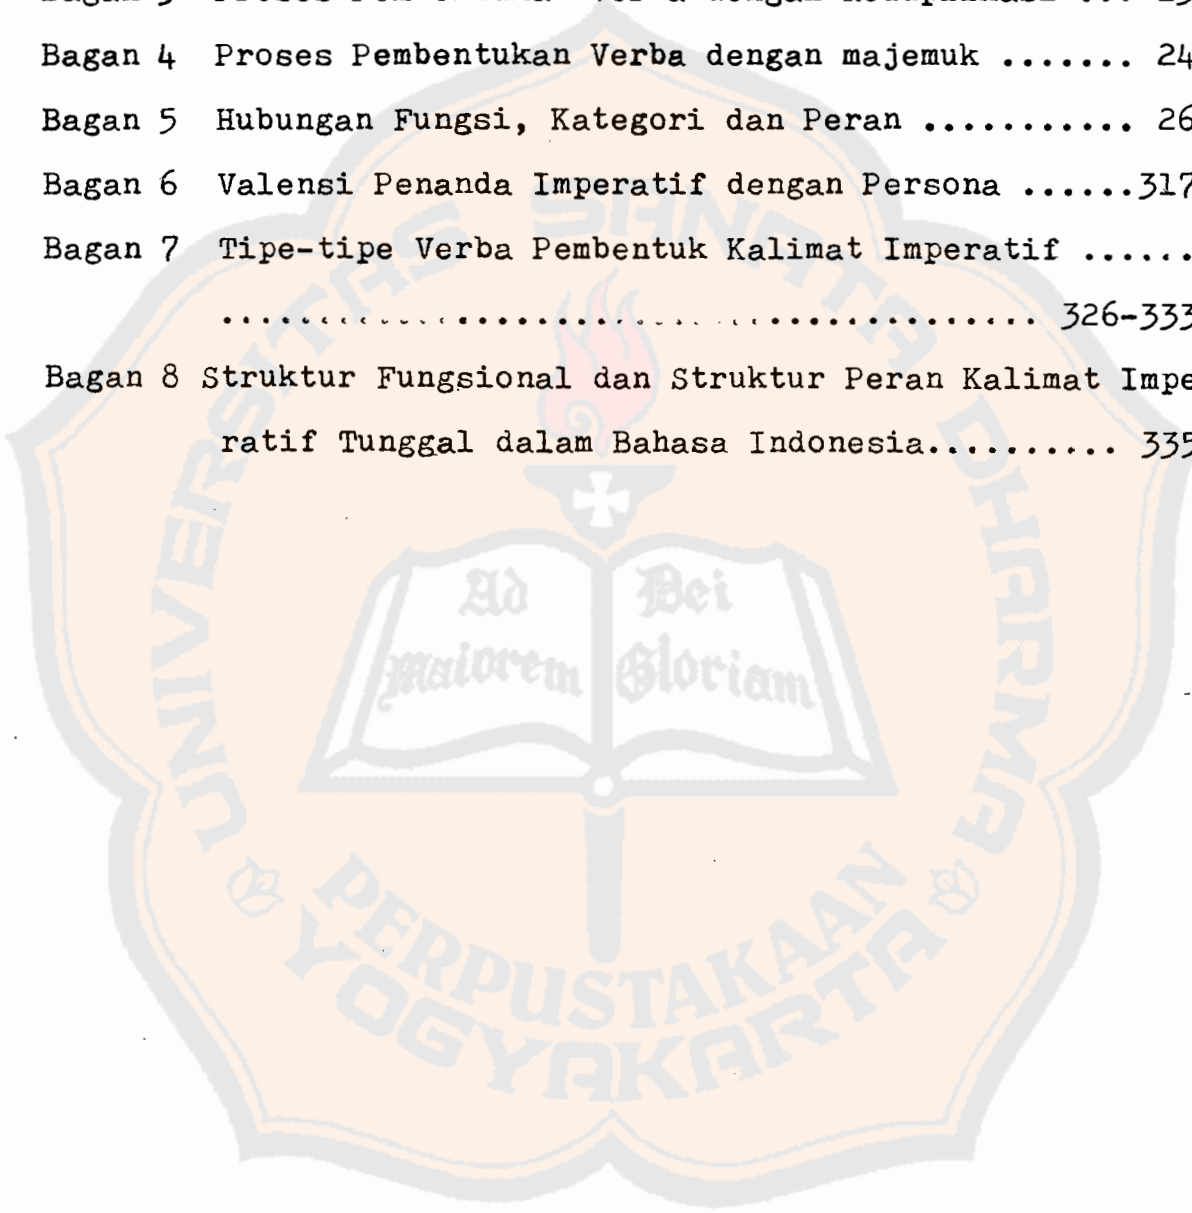 Bagan 4 Proses Pembentukan Verba dengan majemuk ....... 24
Bagan 5 Hubungan Fungsi, Kategori dan Peran ........... 26
Bagan 6 Valensi Penanda Imperatif dengan Persona ......317
Bagan 7 Tipe-tipe Verba Pembentuk Kalimat Imperatif ......
......................................... 326-333
Bagan 8 Struktur Fungsional dan Struktur Peran Kalimat Impe
ratif Tunggal dalam Bahasa Indonesia.......... 335
UNIVERSITAS SANATA DHARMA
Ad Dei
Maiorem Gloriam
PERPUSTAKAAN
YOGYAKARTA